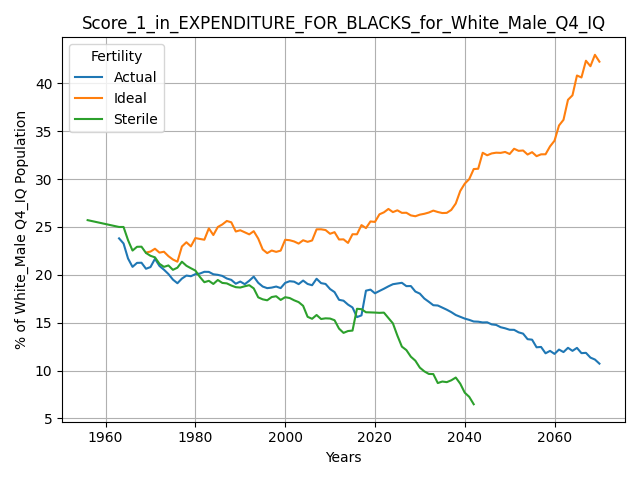 Score_1_in_EXPENDITURE_FOR_BLACKS_for_White_Male_Q4_IQ
Fertility
Actual
Ideal
Sterile
% of White_Male Q4_IQ Population
40
35
30
25
20
15
10
5
1960 1980 2000 2020 2040 2060
Years